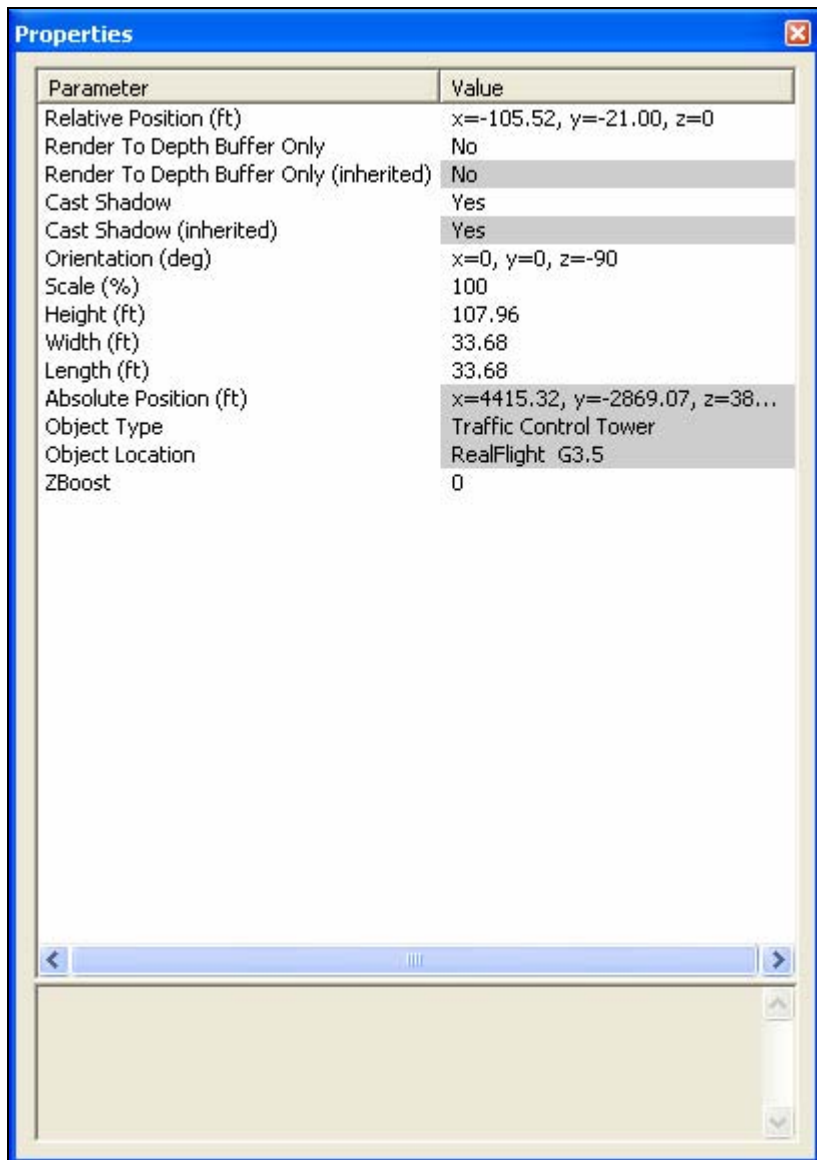 Properties
Parameter Value
Relative Position (ft) x=-105.52, y=-21.00, z=0
Render To Depth Buffer Only No
Render To Depth Buffer Only (inherited) No
Cast Shadow Yes
Cast Shadow (inherited) Yes
Orientation (deg) x=0, y=0, z=-90
Scale (%) 100
Height (ft) 107.96
Width (ft) 33.68
Length (ft) 33.68
Absolute Position (ft) x=4415.32, y=-2869.07, z=38...
Object Type Traffic Control Tower
Object Location RealFlight G3.5
ZBoost 0